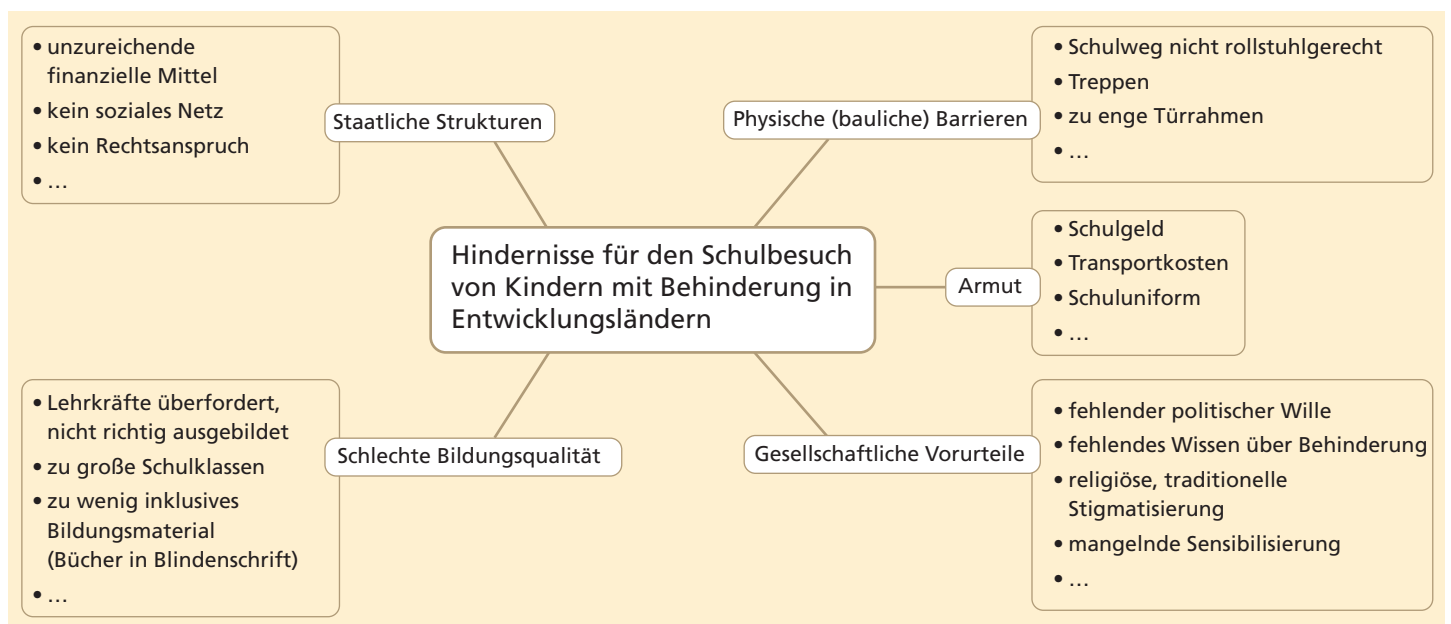 Hindernisse für den Schulbesuch
von Kindern mit Behinderung in
Entwicklungsländern
Staatliche Strukturen
• unzureichende
finanzielle Mittel
• kein soziales Netz
• kein Rechtsanspruch
• …
Physische (bauliche) Barrieren
• Schulweg nicht rollstuhlgerecht
• Treppen
• zu enge Türrahmen
• …
Armut
• Schulgeld
• Transportkosten
• Schuluniform
• …
Schlechte Bildungsqualität
• Lehrkräfte überfordert,
nicht richtig ausgebildet
• zu große Schulklassen
• zu wenig inklusives
Bildungsmaterial
(Bücher in Blindenschrift)
• …
Gesellschaftliche Vorurteile
• fehlender politischer Wille
• fehlendes Wissen über Behinderung
• religiöse, traditionelle
Stigmatisierung
• mangelnde Sensibilisierung
• …